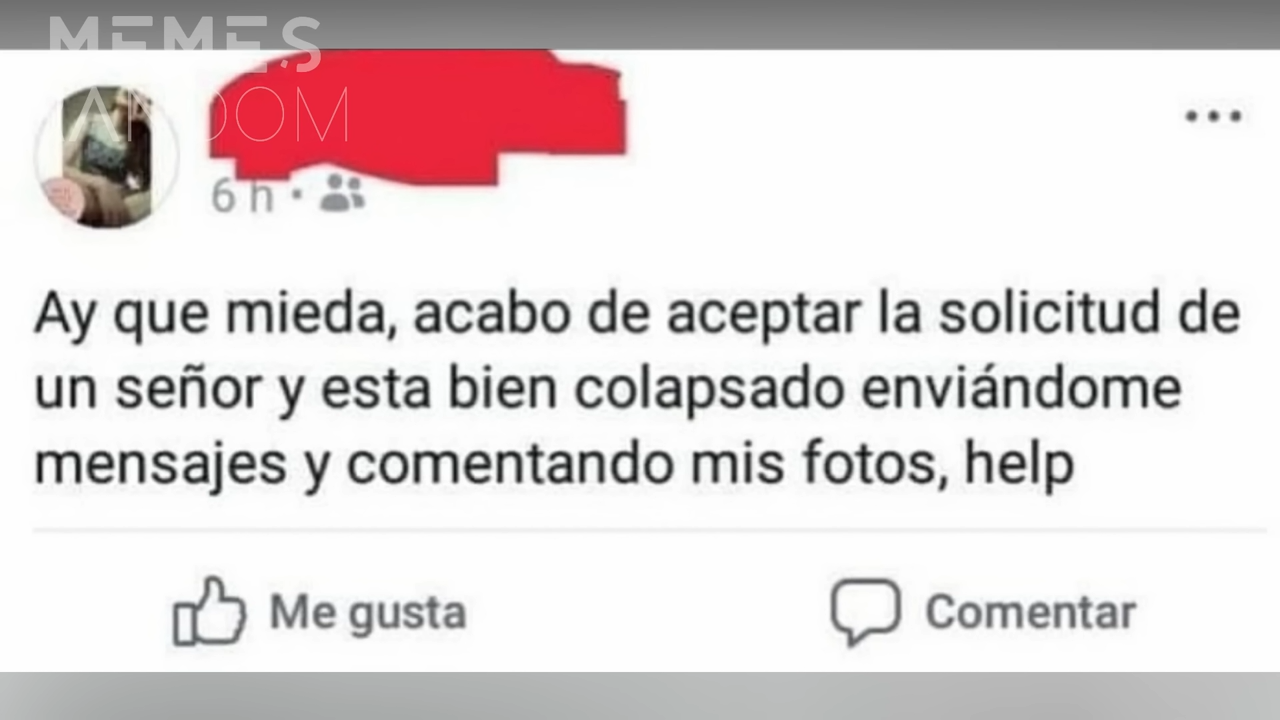 MEMES
ANDOM
6 h
Ay que mieda, acabo de aceptar la solicitud de
un señor y esta bien colapsado enviándome
mensajes y comentando mis fotos, help
Me gusta
Comentar